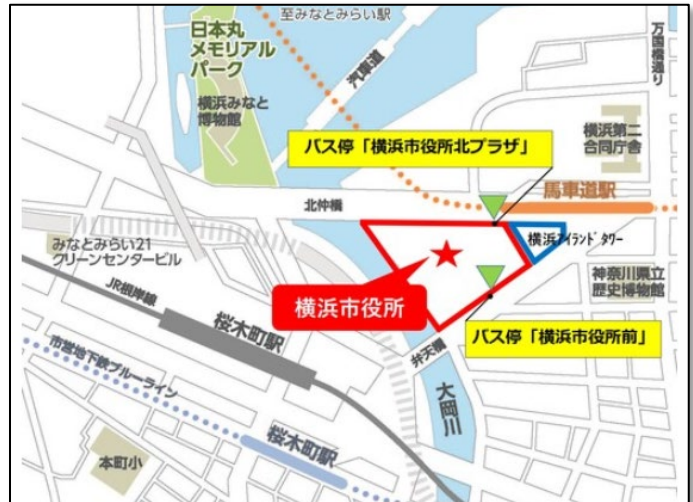 至みなとみらい駅
日本丸
メモリアル
パーク
汽車道
万国橋通り
横浜みなと
博物館
横浜第二
合同庁舎
バス停「横浜市役所北プラザ」
馬車道駅
北仲橋
横浜アイランドタワー
みなとみらい21
グリーンセンタービル
神奈川県立
歴史博物館
JR根岸線
横浜市役所
桜木町駅
バス停「横浜市役所前」
弁天橋
市営地下鉄ブルーライン
大岡川
桜木町駅
本町小